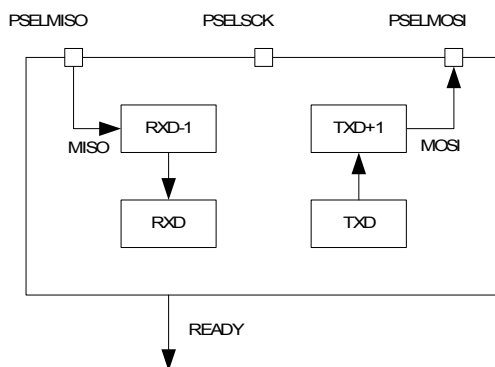 PSELMISO PSELSCK PSELMOSI
RXD-1 TXD+1
MISO MOSI
RXD TXD
READY